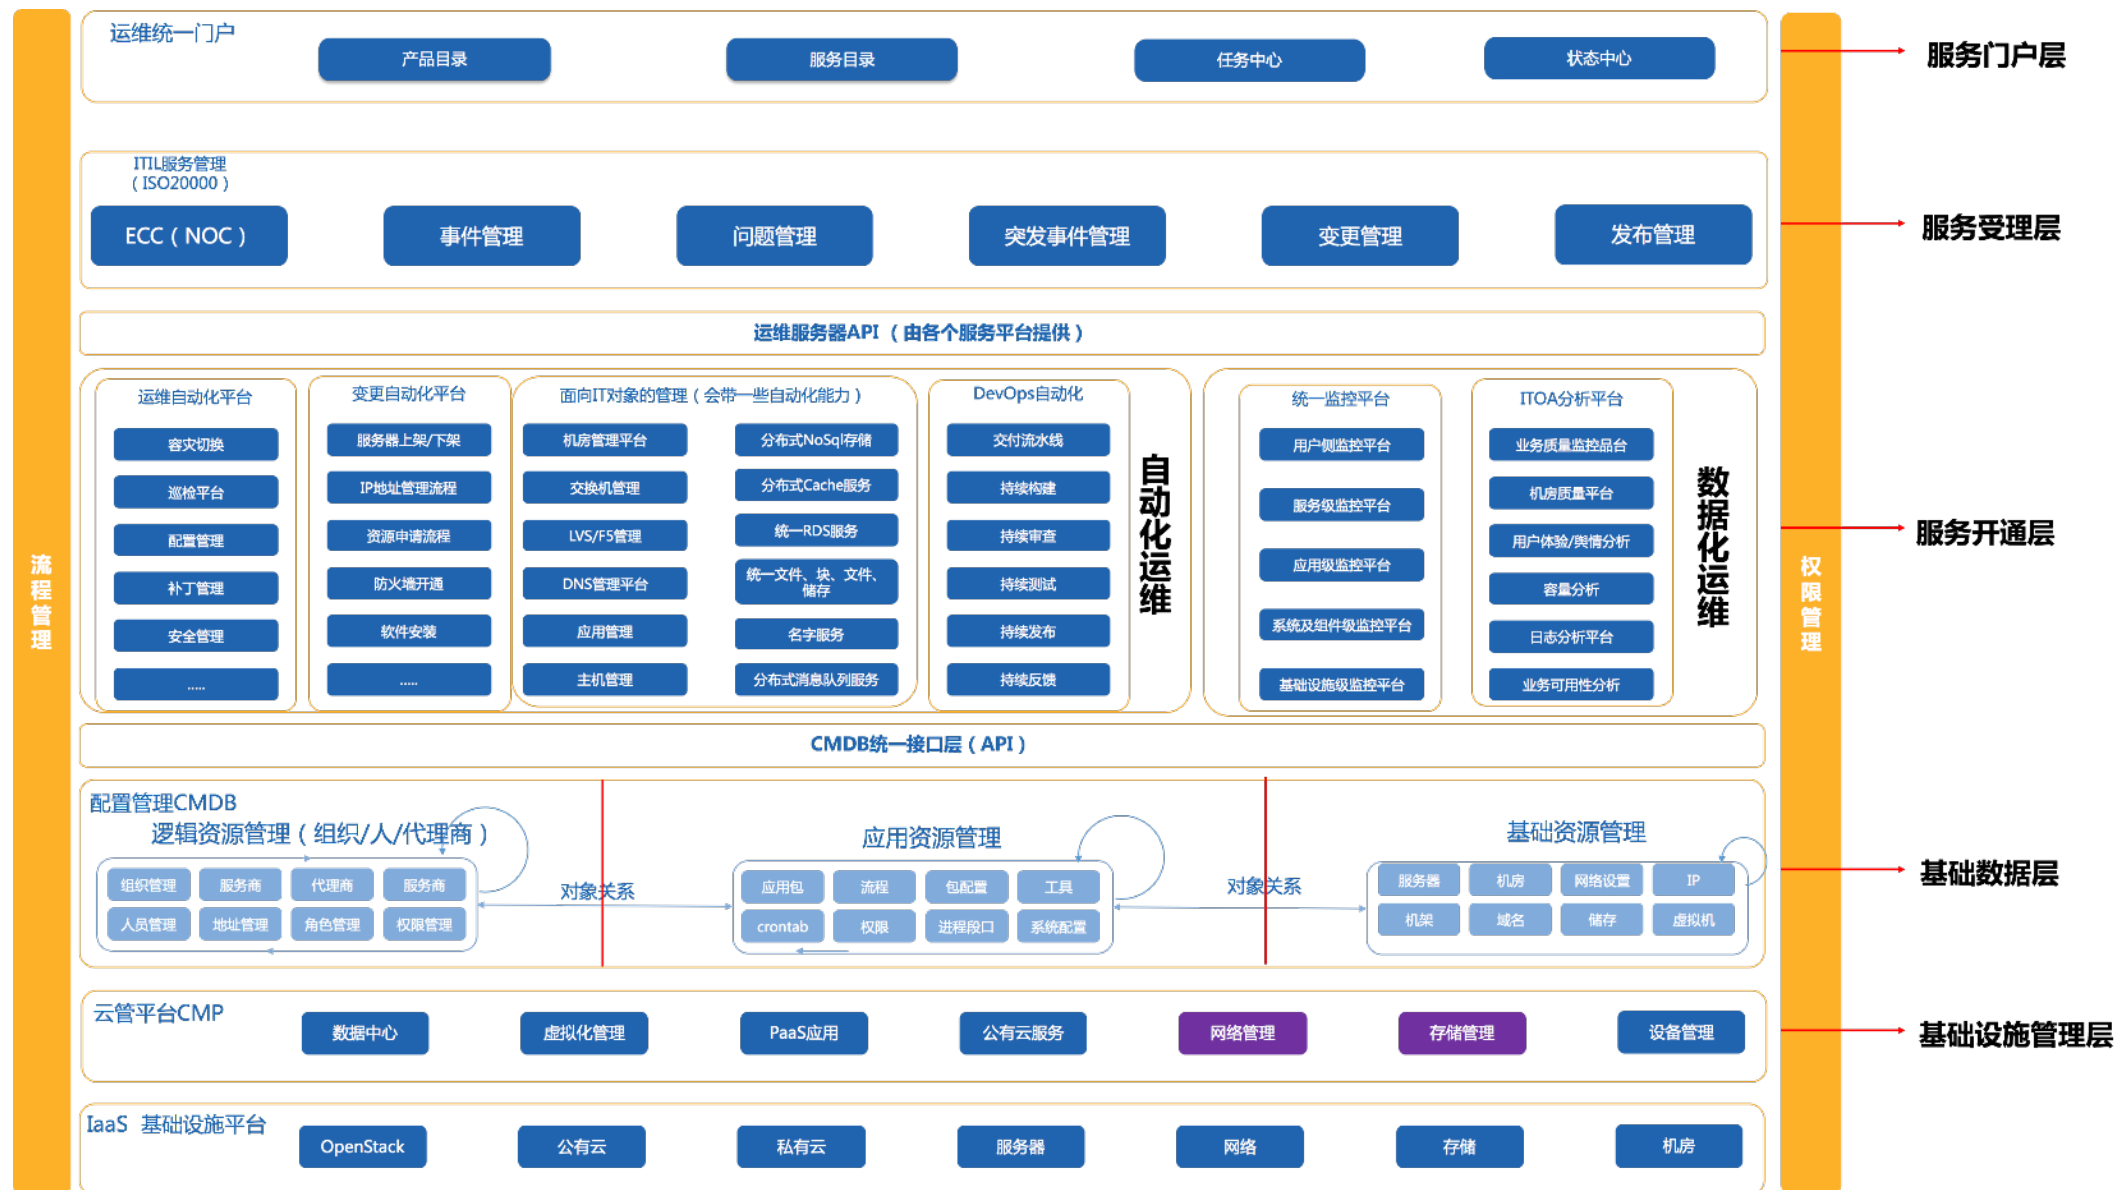 运维统一门户
产品目录
服务目录
任务中心
状态中心
服务门户层
ITIL服务管理
（ISO20000）
ECC（NOC）
事件管理
问题管理
突发事件管理
变更管理
发布管理
服务受理层
运维服务器API（由各个服务平台提供）
运维自动化平台
容灾切换
巡检平台
配置管理
补丁管理
安全管理
.....
变更自动化平台
服务器上架/下架
IP地址管理流程
资源申请流程
防火墙开通
软件安装
.....
面向IT对象的管理（会带一些自动化能力）
机房管理平台
交换机管理
LVS/F5管理
DNS管理平台
应用管理
主机管理
分布式NoSql存储
分布式Cache服务
统一RDS服务
统一文件、块、文件、
储存
名字服务
分布式消息队列服务
DevOps自动化
交付流水线
持续构建
持续审查
持续测试
持续发布
持续反馈
自动化运维
统一监控平台
用户侧监控平台
服务级监控平台
应用级监控平台
系统及组件级监控平台
基础设施级监控平台
ITOA分析平台
业务质量监控品台
机房质量平台
用户体验/舆情分析
容量分析
日志分析平台
业务可用性分析
数据化运维
服务开通层
流程管理
权限管理
CMDB统一接口层（API）
配置管理CMDB
逻辑资源管理（组织/人/代理商）
组织管理
服务商
代理商
服务商
人员管理
地址管理
角色管理
权限管理
对象关系
应用资源管理
应用包
流程
包配置
工具
crontab
权限
进程段口
系统配置
对象关系
基础资源管理
服务器
机房
网络设置
IP
机架
域名
储存
虚拟机
基础数据层
云管平台CMP
数据中心
虚拟化管理
PaaS应用
公有云服务
网络管理
存储管理
设备管理
基础设施管理层
IaaS 基础设施平台
OpenStack
公有云
私有云
服务器
网络
存储
机房